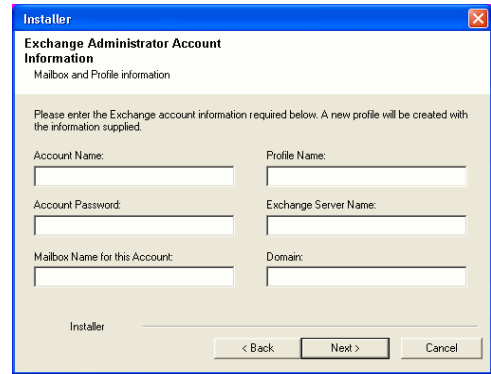 Installer
Exchange Administrator Account
Information
Mailbox and Profile information
Please enter the Exchange account information required below. A new profile will be created with
the information supplied.
Account Name:
Profile Name:
Account Password:
Exchange Server Name:
Mailbox Name for this Account:
Domain:
Installer
< Back
Next >
Cancel